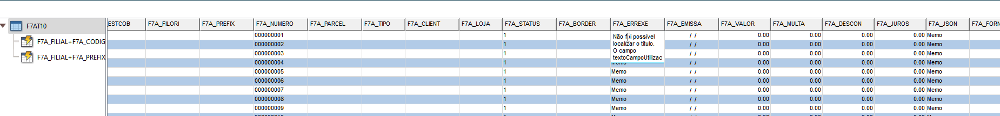 F7AT10
F7A_FILIAL+F7A_CODIG
F7A_FILIAL+F7A_PREFIX
ESTCOB F7A_FILORI F7A_PREFIX F7A_NUMERO F7A_PARCEL F7A_TIPO F7A_CLIENT F7A_LOJA F7A_STATUS F7A_BORDER F7A_ERREXE F7A_EMISSA F7A_VALOR F7A_MULTA F7A_DESCON F7A_JUROS F7A_JSON F7A_FORN
000000001 1 / / 0.00 0.00 0.00 0.00 Memo
000000002 1 / / 0.00 0.00 0.00 0.00 Memo
000000003 1 / / 0.00 0.00 0.00 0.00 Memo
000000004 1 / / 0.00 0.00 0.00 0.00 Memo
Não foi possível
localizar o título.
O campo
textoCampoUtilizac
000000005 1 Memo / / 0.00 0.00 0.00 0.00 Memo
000000006 1 Memo / / 0.00 0.00 0.00 0.00 Memo
000000007 1 Memo / / 0.00 0.00 0.00 0.00 Memo
000000008 1 Memo / / 0.00 0.00 0.00 0.00 Memo
000000009 1 Memo / / 0.00 0.00 0.00 0.00 Memo